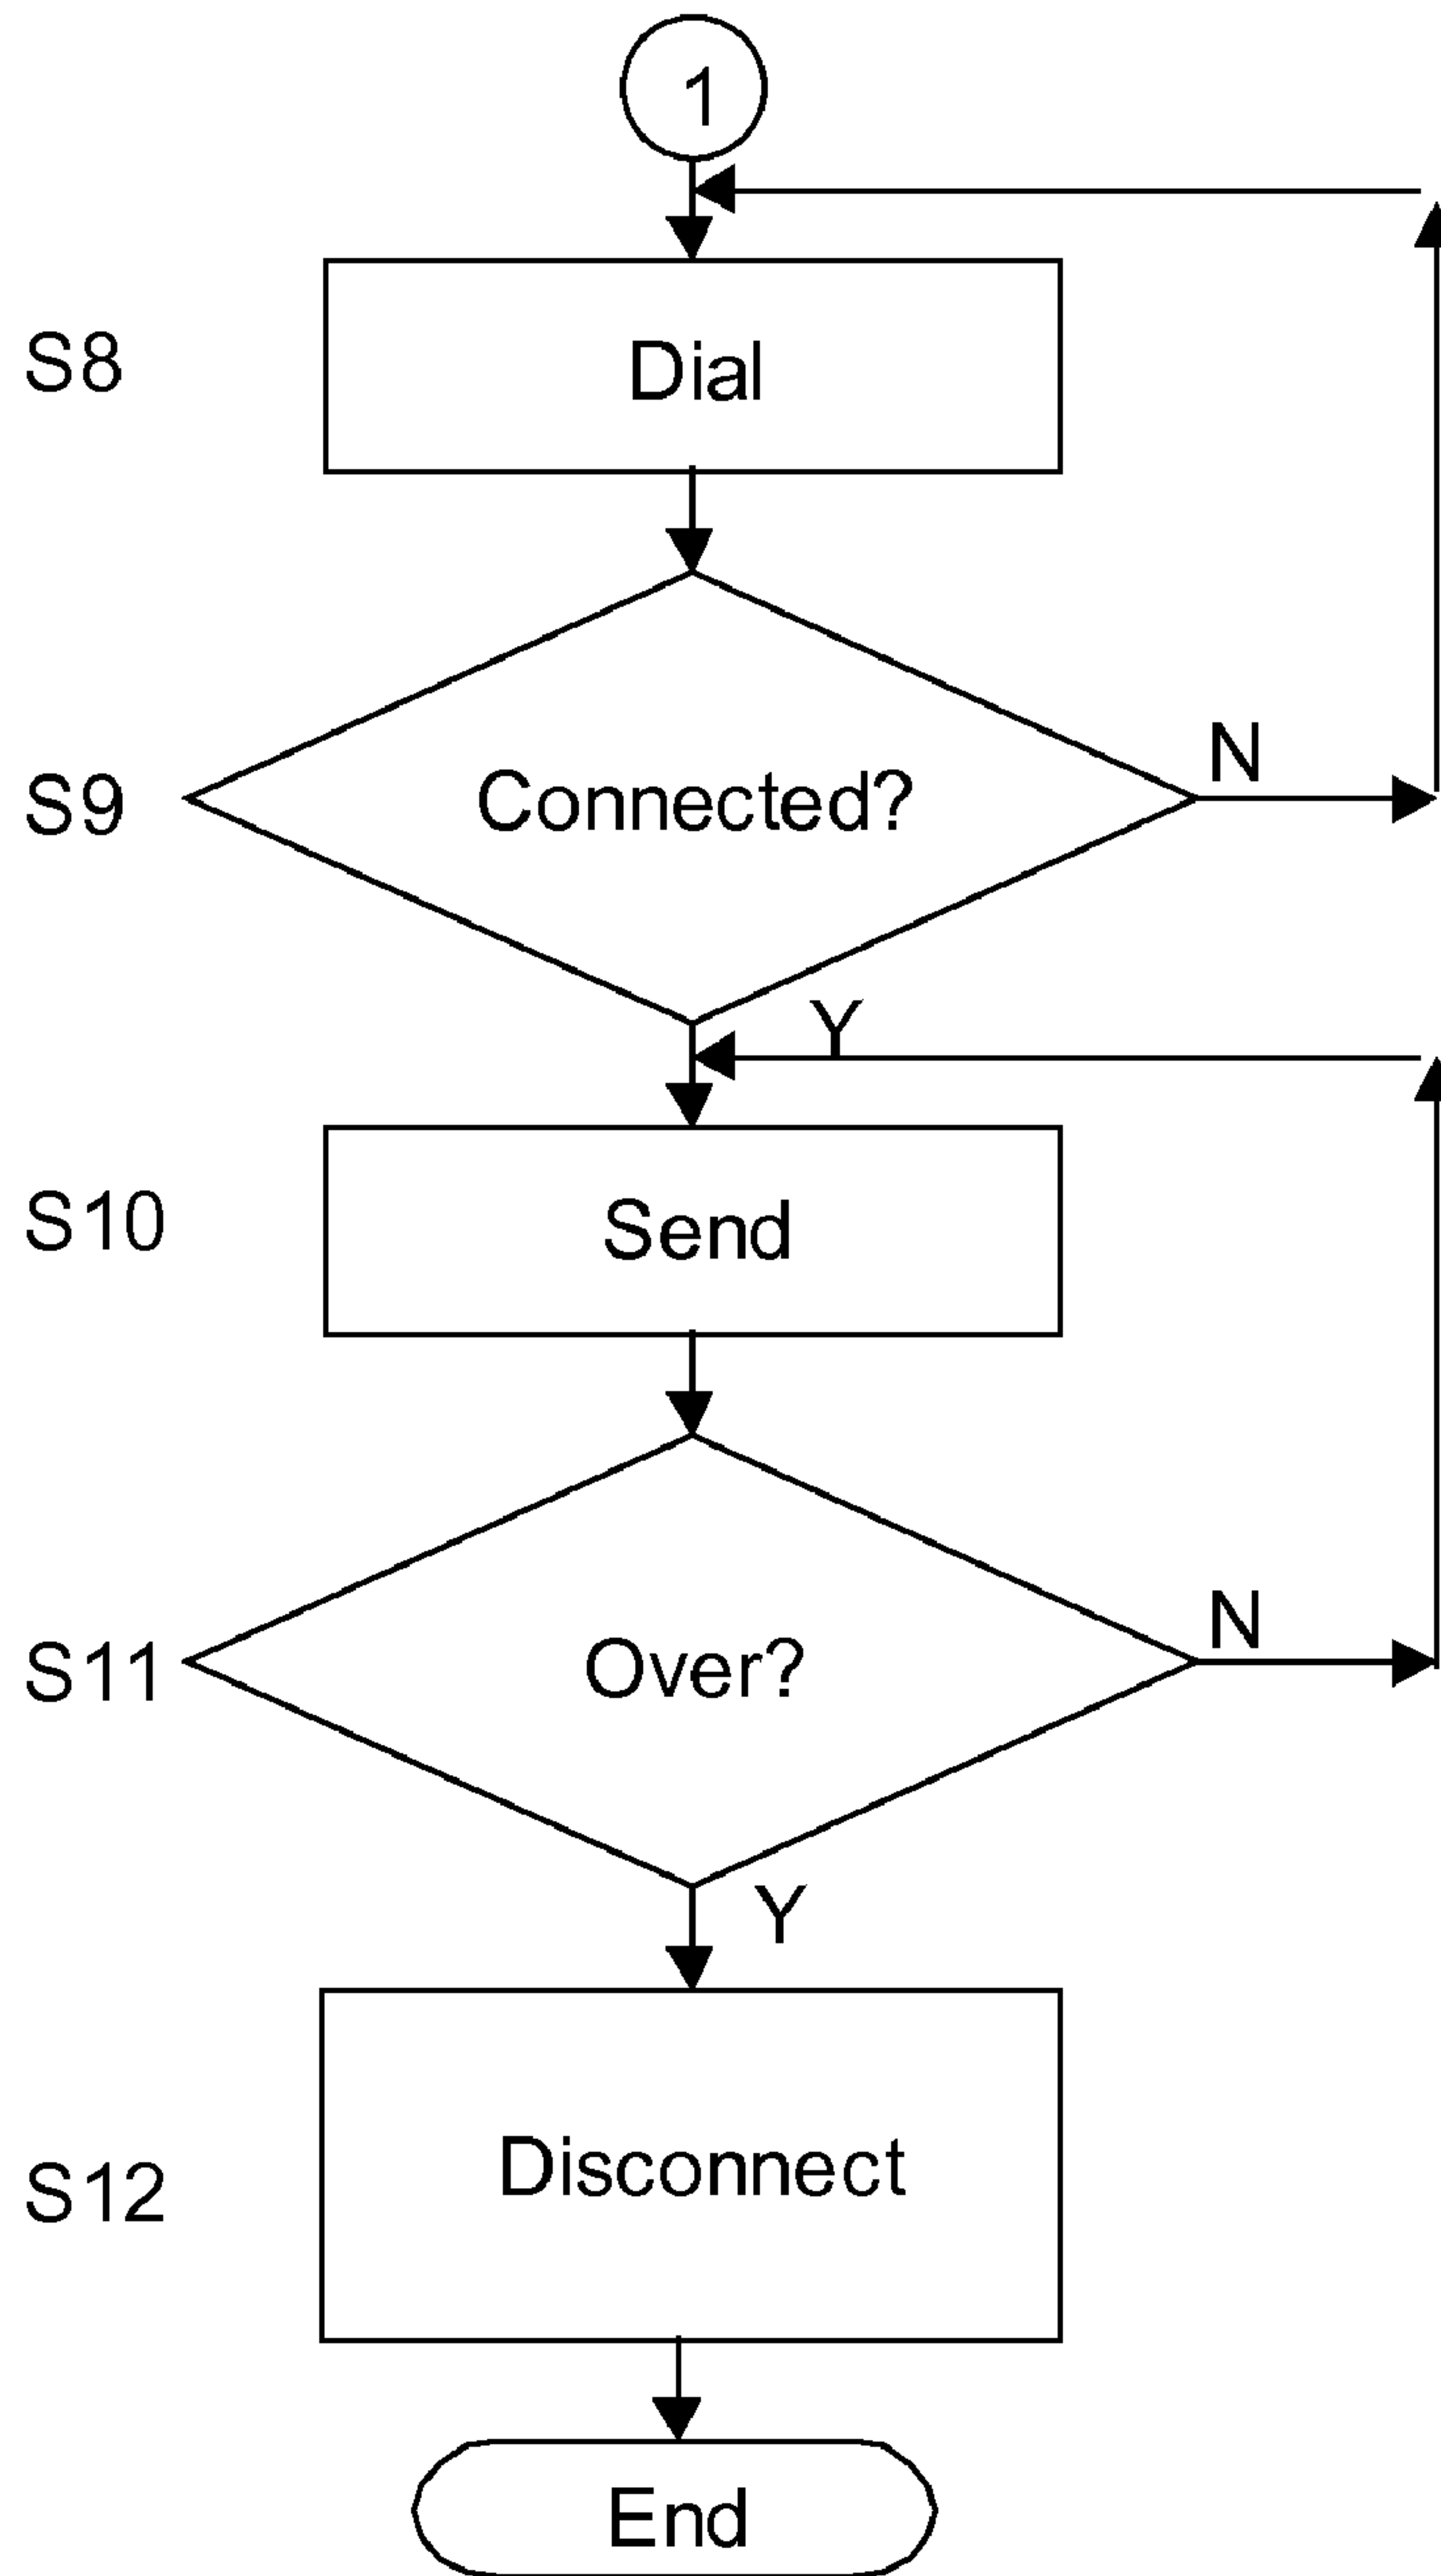 1
S8
Dial
S9
Connected?
N
Y
S10
Send
S11
Over?
N
Y
S12
Disconnect
End